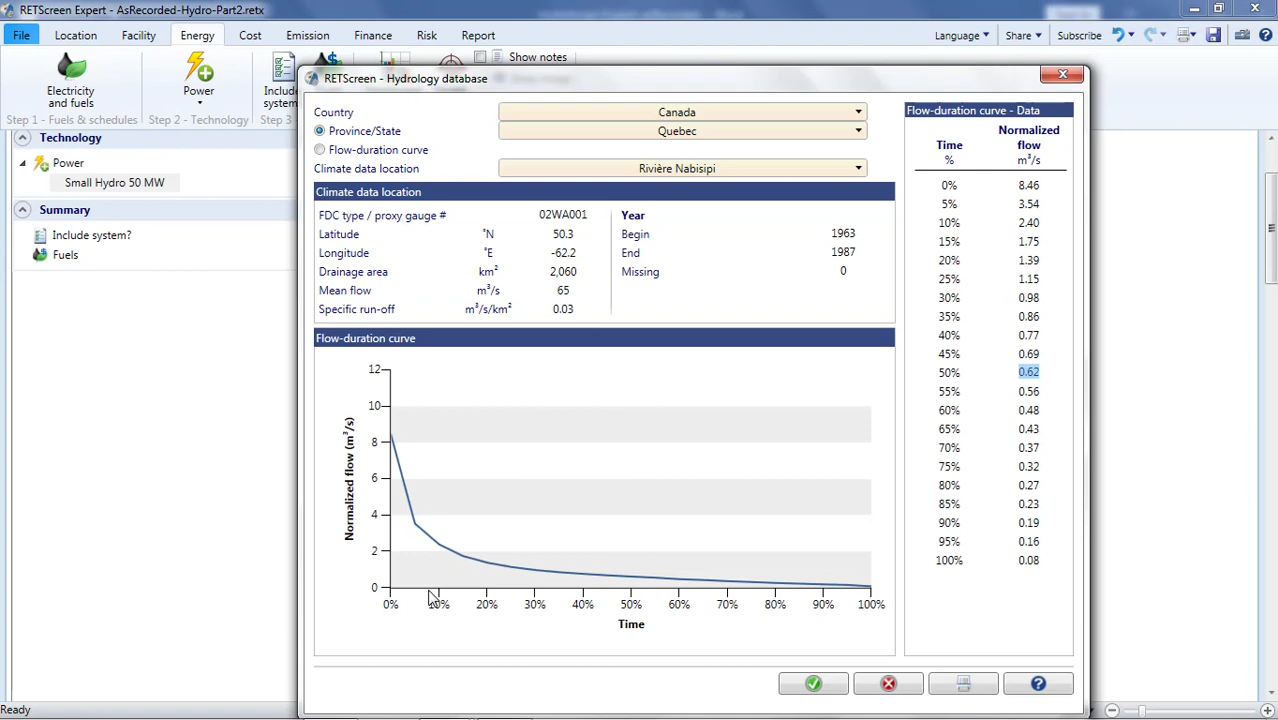 RETScreen Expert - AsRecorded-Hydro-Part2.retx
File Location Facility Energy Cost Emission Finance Risk Report Language Share Subscribe
Electricity and fuels
Power
Include system
Show notes
Step 1 - Fuels & schedules Step 2 - Technology Step 3
Technology
Power
Small Hydro 50 MW
Summary
Include system?
Fuels
RETScreen - Hydrology database
Country Canada
Province/State Quebec
Flow-duration curve
Climate data location Rivière Nabisipi
Climate data location
FDC type / proxy gauge # 02WA001
Latitude °N 50.3
Longitude °E -62.2
Drainage area km² 2,060
Mean flow m³/s 65
Specific run-off m³/s/km² 0.03
Year
Begin 1963
End 1987
Missing 0
Flow-duration curve
Normalized flow (m³/s)
12
10
8
6
4
2
0
0% 10% 20% 30% 40% 50% 60% 70% 80% 90% 100%
Time
Flow-duration curve - Data
Time
%
Normalized
flow
m³/s
0% 8.46
5% 3.54
10% 2.40
15% 1.75
20% 1.39
25% 1.15
30% 0.98
35% 0.86
40% 0.77
45% 0.69
50% 0.62
55% 0.56
60% 0.48
65% 0.43
70% 0.37
75% 0.32
80% 0.27
85% 0.23
90% 0.19
95% 0.16
100% 0.08
Ready